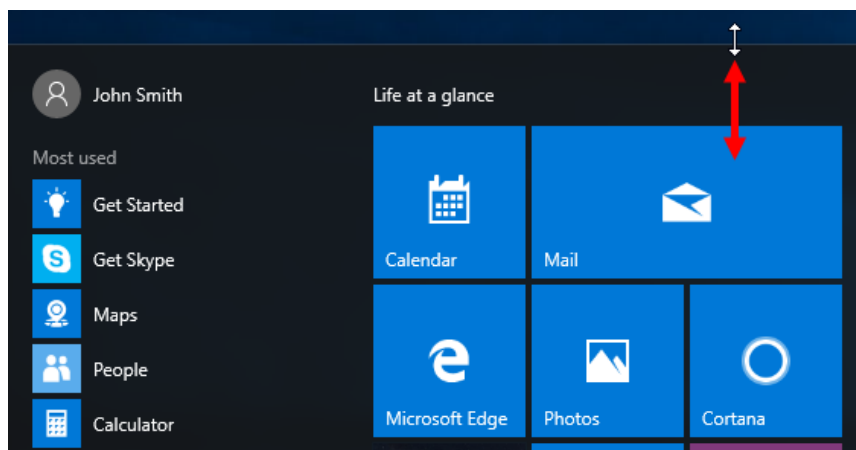 John Smith
Most used
Get Started
Get Skype
Maps
People
Calculator
Life at a glance
Calendar
Mail
Microsoft Edge
Photos
Cortana